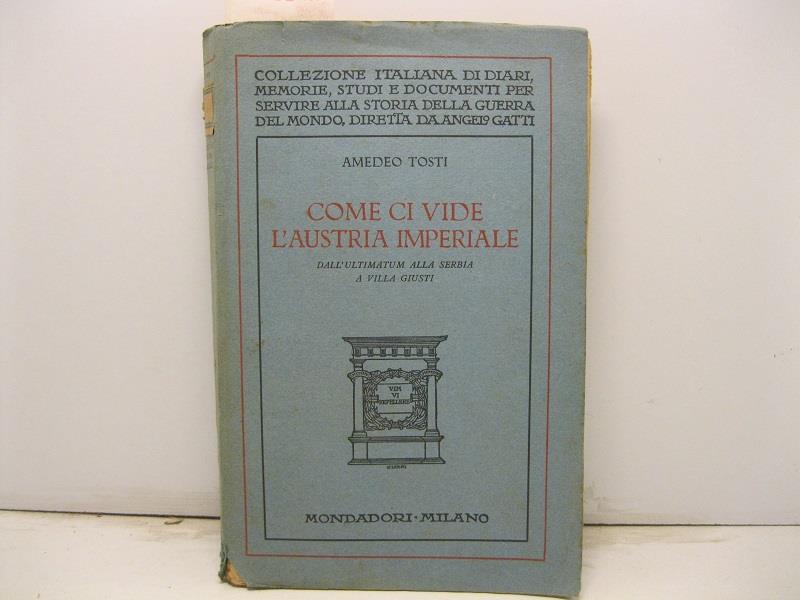 COLLEZIONE ITALIANA DI DIARI,
MEMORIE, STUDI E DOCUMENTI PER
SERVIRE ALLA STORIA DELLA GUERRA
DEL MONDO, DIRETTA DA ANGELO GATTI
AMEDEO TOSTI
COME CI VIDE
L'AUSTRIA IMPERIALE
DALL'ULTIMATUM ALLA SERBIA
A VILLA GIUSTI
VIM
VI
REPELLERE
MONDADORI · MILANO